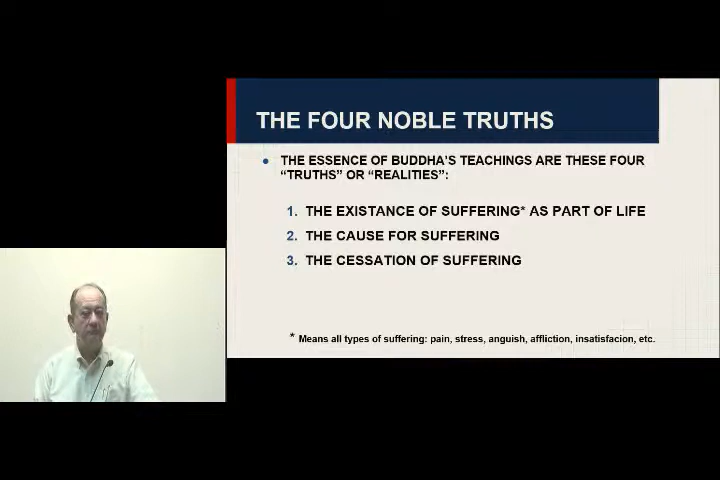 THE FOUR NOBLE TRUTHS
● THE ESSENCE OF BUDDHA'S TEACHINGS ARE THESE FOUR
“TRUTHS” OR “REALITIES”:
1. THE EXISTANCE OF SUFFERING* AS PART OF LIFE
2. THE CAUSE FOR SUFFERING
3. THE CESSATION OF SUFFERING
* Means all types of suffering: pain, stress, anguish, affliction, insatisfacion, etc.